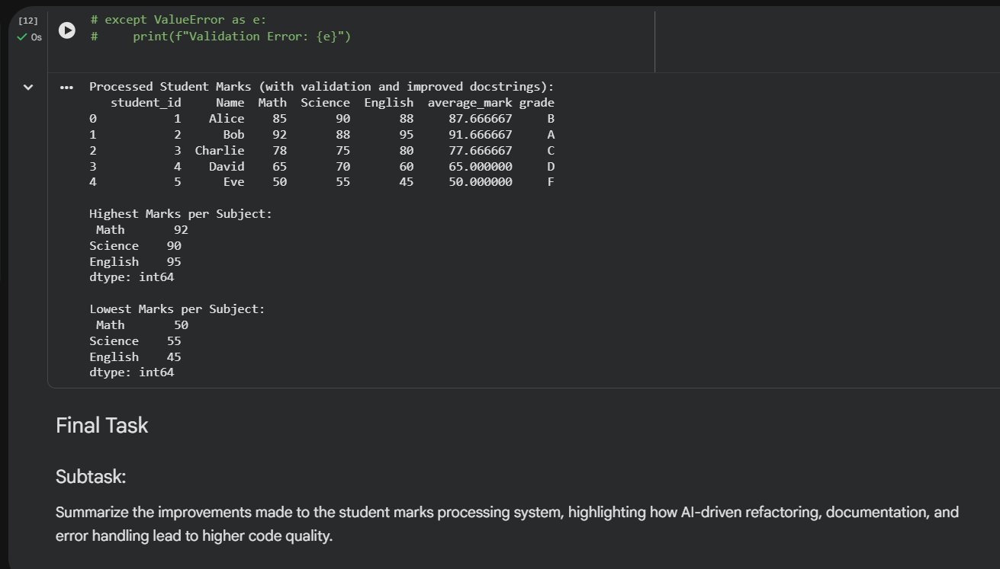 [12]
0s
# except ValueError as e:
#     print(f"Validation Error: {e}")
Processed Student Marks (with validation and improved docstrings):
   student_id     Name  Math  Science  English  average_mark grade
0           1    Alice    85       90       88     87.666667     B
1           2      Bob    92       88       95     91.666667     A
2           3  Charlie    78       75       80     77.666667     C
3           4    David    65       70       60     65.000000     D
4           5      Eve    50       55       45     50.000000     F
Highest Marks per Subject:
 Math       92
Science    90
English    95
dtype: int64
Lowest Marks per Subject:
 Math       50
Science    55
English    45
dtype: int64
Final Task
Subtask:
Summarize the improvements made to the student marks processing system, highlighting how AI-driven refactoring, documentation, and
error handling lead to higher code quality.